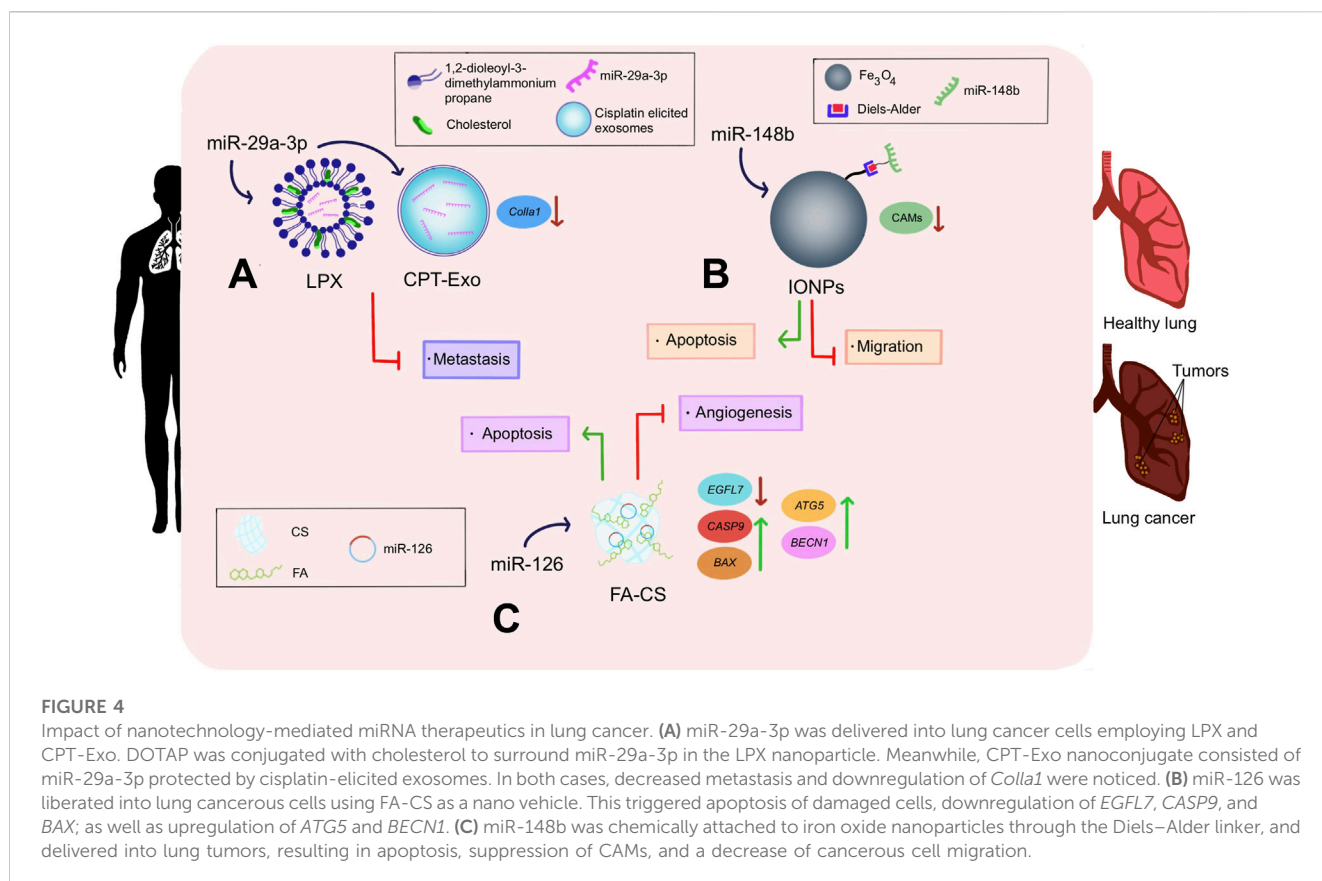 1,2-dioleoyl-3-
dimethylammonium
propane
miR-29a-3p
Cholesterol
Cisplatin elicited
exosomes
Fe3O4
miR-148b
Diels-Alder
miR-29a-3p
Colla1
A
LPX
CPT-Exo
miR-148b
CAMs
B
IONPs
· Metastasis
· Apoptosis
· Migration
Healthy lung
Tumors
Lung cancer
· Apoptosis
· Angiogenesis
CS
miR-126
FA
miR-126
C
FA-CS
EGFL7
CASP9
BAX
ATG5
BECN1
FIGURE 4
Impact of nanotechnology-mediated miRNA therapeutics in lung cancer. (A) miR-29a-3p was delivered into lung cancer cells employing LPX and
CPT-Exo. DOTAP was conjugated with cholesterol to surround miR-29a-3p in the LPX nanoparticle. Meanwhile, CPT-Exo nanoconjugate consisted of
miR-29a-3p protected by cisplatin-elicited exosomes. In both cases, decreased metastasis and downregulation of Colla1 were noticed. (B) miR-126 was
liberated into lung cancerous cells using FA-CS as a nano vehicle. This triggered apoptosis of damaged cells, downregulation of EGFL7, CASP9, and
BAX; as well as upregulation of ATG5 and BECN1. (C) miR-148b was chemically attached to iron oxide nanoparticles through the Diels–Alder linker, and
delivered into lung tumors, resulting in apoptosis, suppression of CAMs, and a decrease of cancerous cell migration.